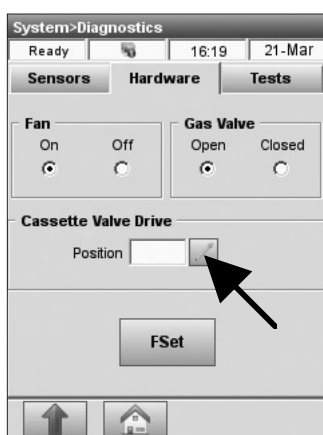 System>Diagnostics
Ready 16:19 21-Mar
Sensors Hardware Tests
Fan Gas Valve
On Off Open Closed
Cassette Valve Drive
Position
FSet